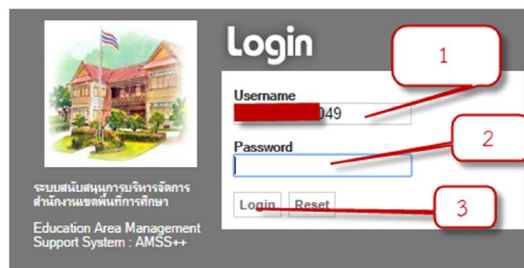 Login
1
Username
049
2
Password
Login Reset
3
ระบบสนับสนุนการบริหารจัดการ
สำนักงานเขตพื้นที่การศึกษา
Education Area Management
Support System : AMSS++